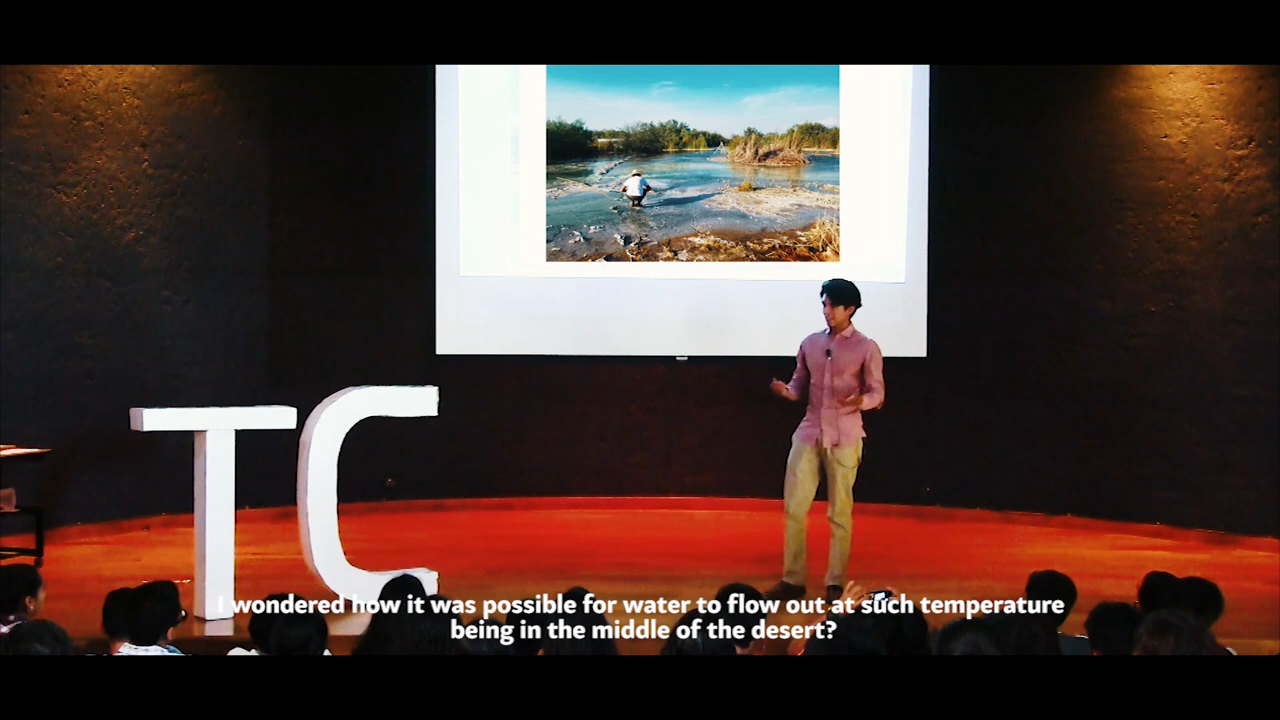 TC
I wondered how it was possible for water to flow out at such temperature
being in the middle of the desert?